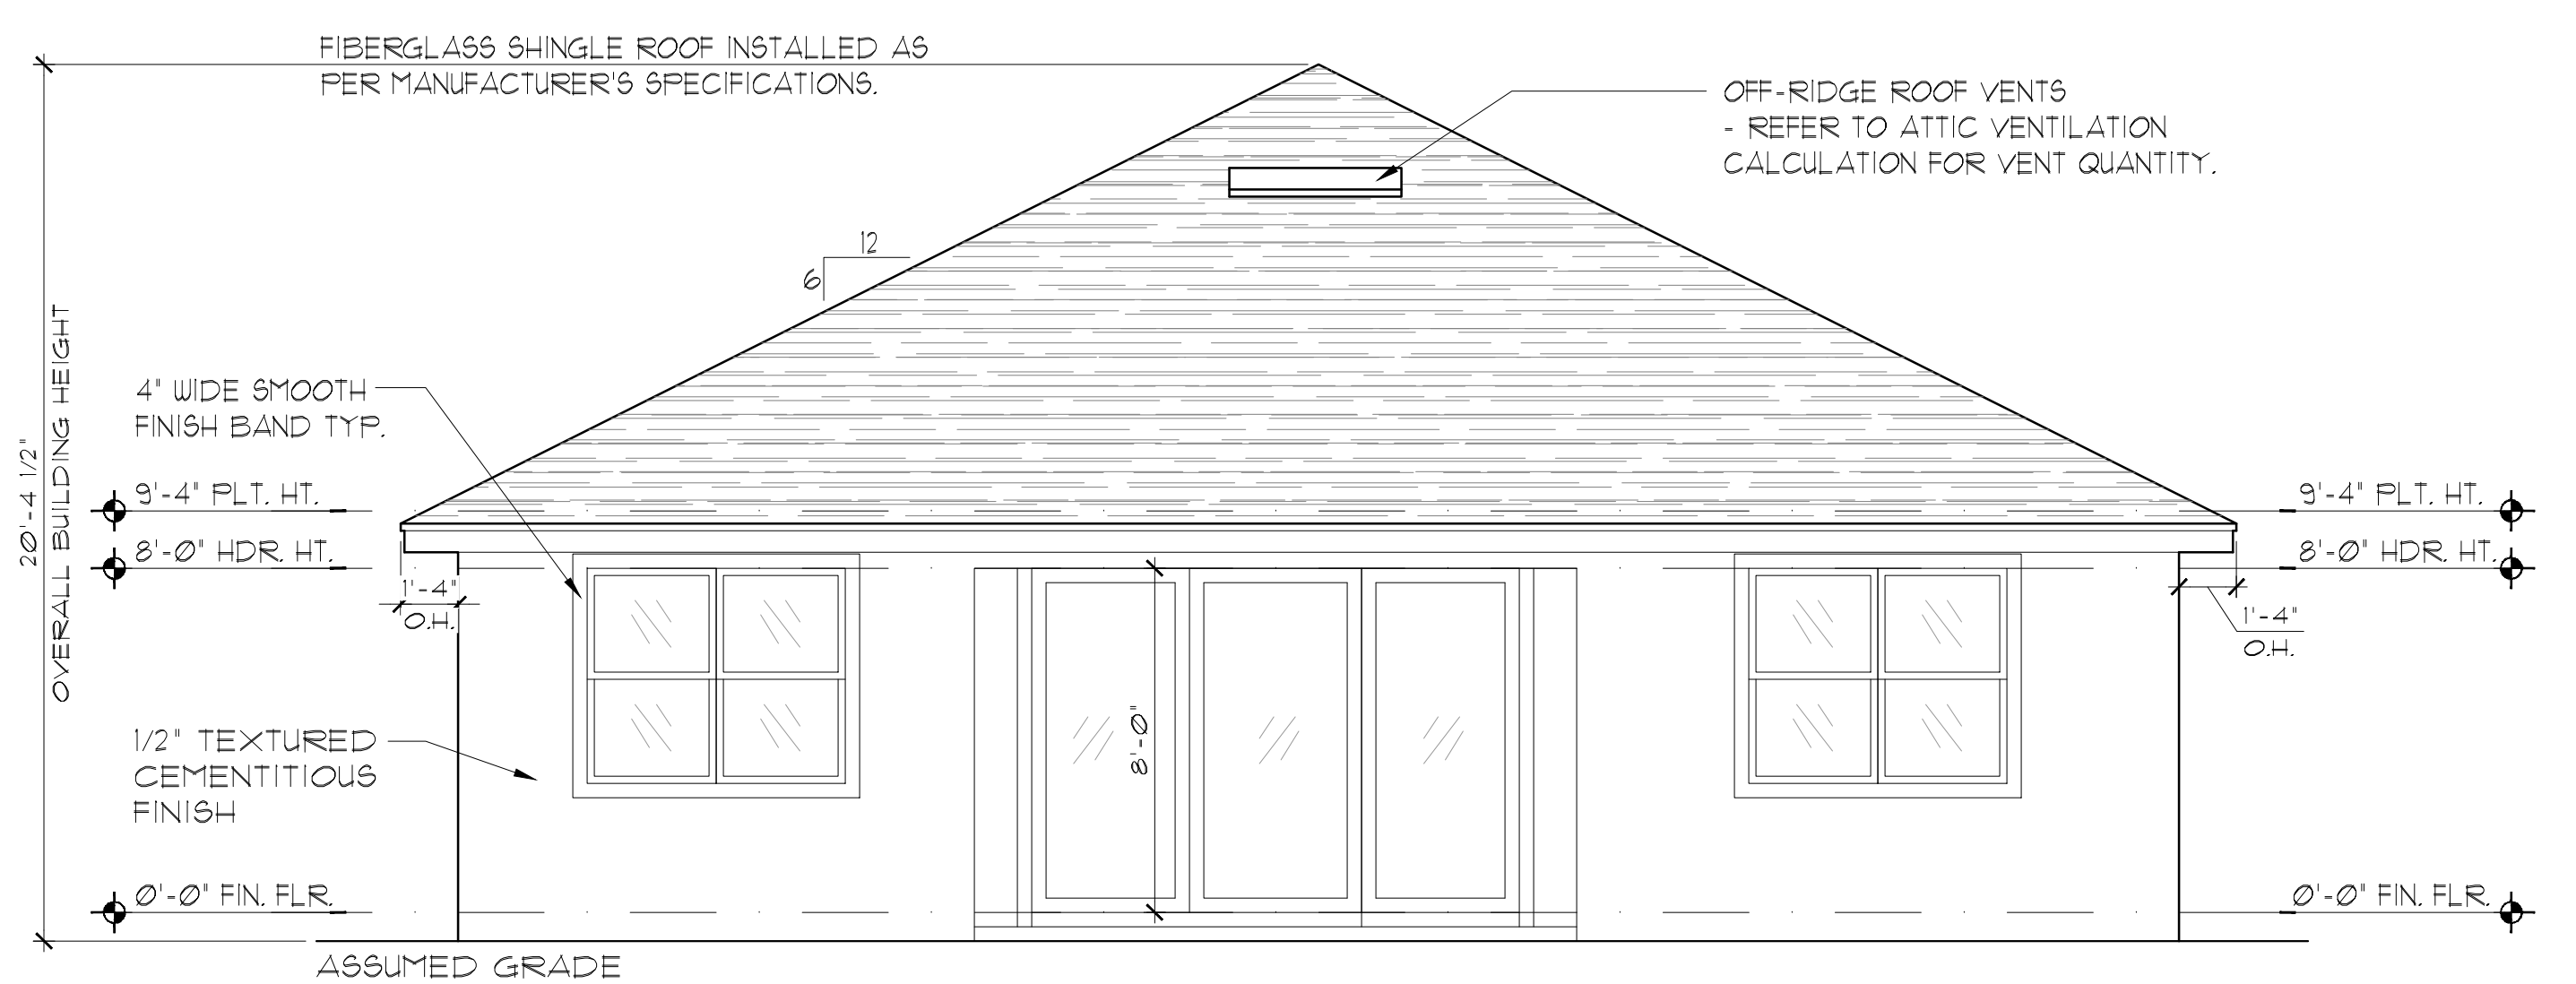 FIBERGLASS SHINGLE ROOF INSTALLED AS
PER MANUFACTURER'S SPECIFICATIONS.
OFF-RIDGE ROOF VENTS
- REFER TO ATTIC VENTILATION
CALCULATION FOR VENT QUANTITY.
12
6
20'-4 1/2"
OVERALL BUILDING HEIGHT
4" WIDE SMOOTH
FINISH BAND TYP.
9'-4" PLT. HT.
9'-4" PLT. HT.
8'-0" HDR. HT.
8'-0" HDR. HT.
1'-4"
O.H.
1'-4"
O.H.
8'-0"
1/2" TEXTURED
CEMENTITIOUS
FINISH
0'-0" FIN. FLR.
0'-0" FIN. FLR.
ASSUMED GRADE